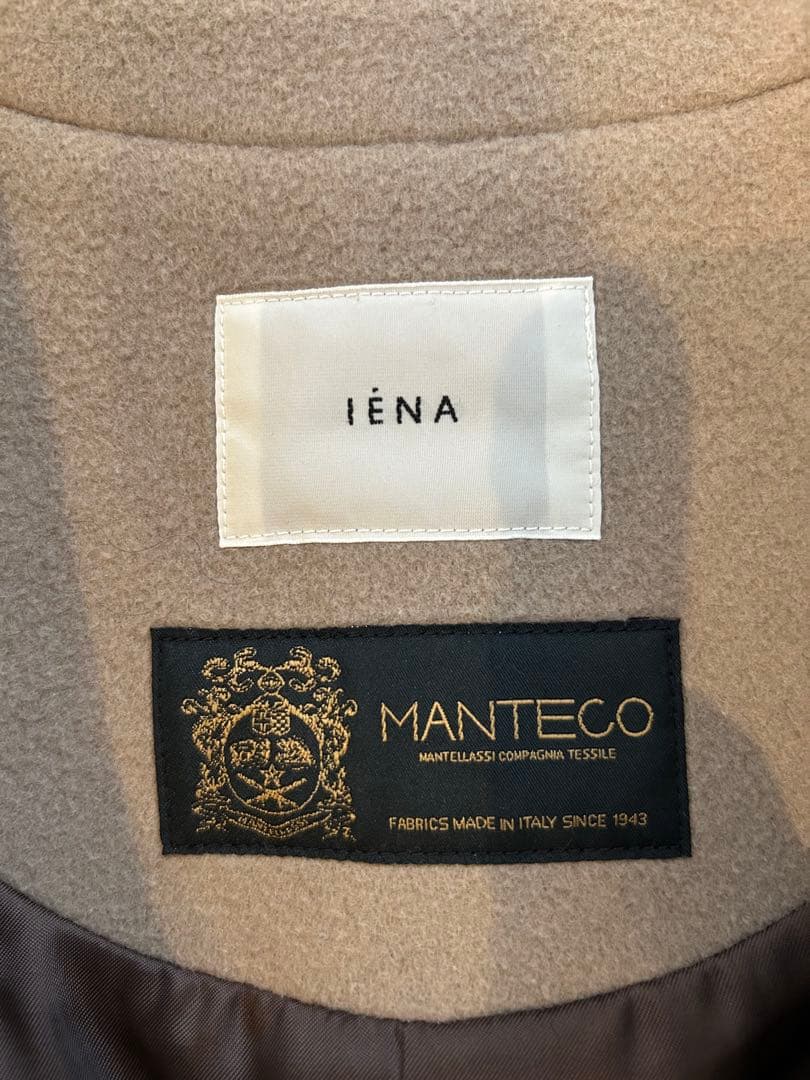 IÉNA
MANTECO
MANTELLASSI COMPAGNIA TESSILE
FABRICS MADE IN ITALY SINCE 1943